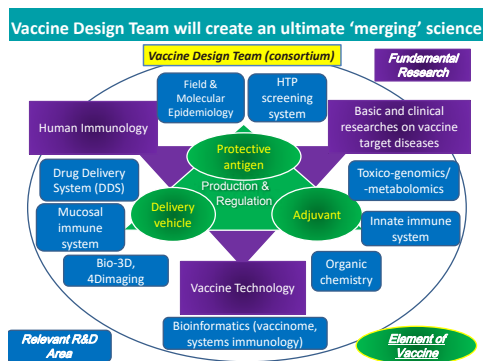 Vaccine Design Team will create an ultimate ‘merging’ science
Vaccine Design Team (consortium)
Fundamental
Research
Field &
Molecular
Epidemiology
HTP
screening
system
Human Immunology
Basic and clinical
researches on vaccine
target diseases
Protective
antigen
Drug Delivery
System (DDS)
Production &
Regulation
Toxico-genomics/
-metabolomics
Delivery
vehicle
Adjuvant
Mucosal
immune
system
Innate immune
system
Bio-3D,
4Dimaging
Organic
chemistry
Vaccine Technology
Bioinformatics (vaccinome,
systems immunology)
Relevant R&D
Area
Element of
Vaccine